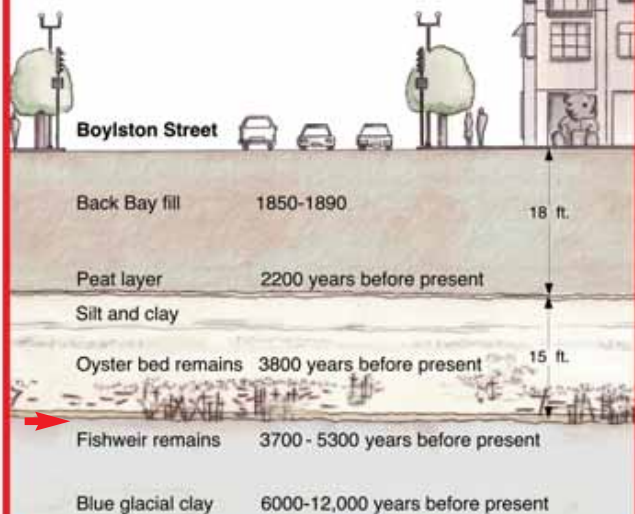 Boylston Street
Back Bay fill 1850-1890
18 ft.
Peat layer 2200 years before present
Silt and clay
Oyster bed remains 3800 years before present
15 ft.
Fishweir remains 3700 - 5300 years before present
Blue glacial clay 6000-12,000 years before present